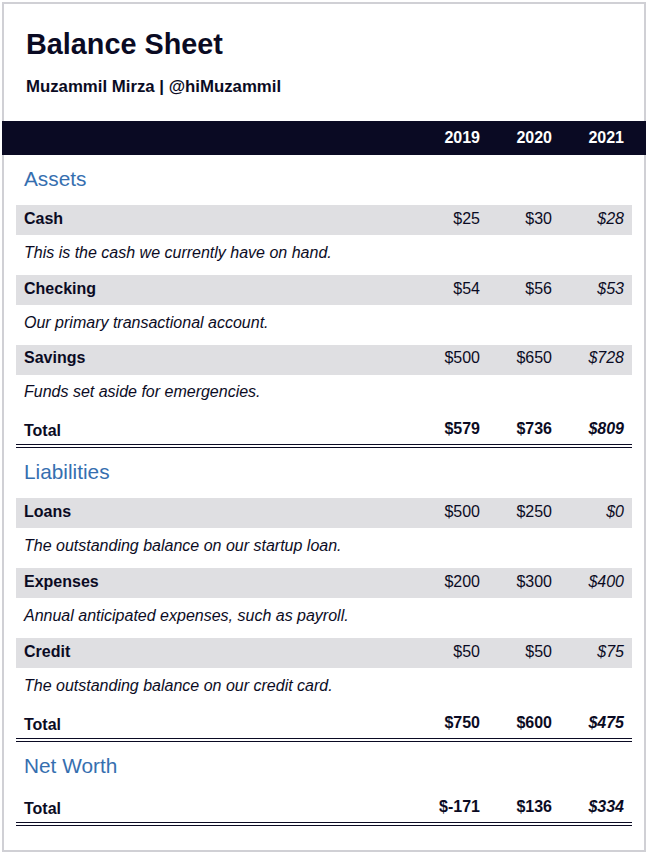 Balance Sheet
Muzammil Mirza | @hiMuzammil
2019 2020 2021
Assets
Cash $25 $30 $28
This is the cash we currently have on hand.
Checking $54 $56 $53
Our primary transactional account.
Savings $500 $650 $728
Funds set aside for emergencies.
Total $579 $736 $809
Liabilities
Loans $500 $250 $0
The outstanding balance on our startup loan.
Expenses $200 $300 $400
Annual anticipated expenses, such as payroll.
Credit $50 $50 $75
The outstanding balance on our credit card.
Total $750 $600 $475
Net Worth
Total $-171 $136 $334